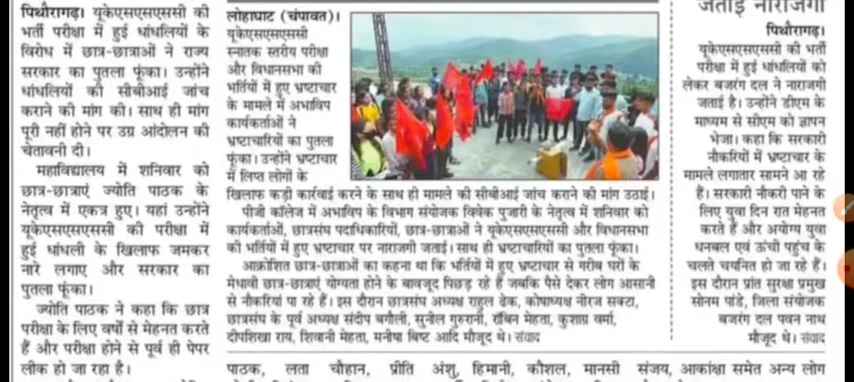 पिथौरागढ़। यूकेएसएसएससी की
भर्ती परीक्षा में हुई धांधलियों के
विरोध में छात्र-छात्राओं ने राज्य
सरकार का पुतला फूंका। उन्होंने
धांधलियों की सीबीआई जांच
कराने की मांग की। साथ ही मांग
पूरी नहीं होने पर उग्र आंदोलन की
चेतावनी दी।
महाविद्यालय में शनिवार को
छात्र-छात्राएं ज्योति पाठक के
नेतृत्व में एकत्र हुए। यहां उन्होंने
यूकेएसएसएससी की परीक्षा में
हुई धांधली के खिलाफ जमकर
नारे लगाए और सरकार का
पुतला फूंका।
ज्योति पाठक ने कहा कि छात्र
परीक्षा के लिए वर्षों से मेहनत करते
हैं और परीक्षा होने से पूर्व ही पेपर
लीक हो जा रहा है।
लोहाघाट (चंपावत)।
यूकेएसएसएससी
स्नातक स्तरीय परीक्षा
और विधानसभा की
भर्तियों में हुए भ्रष्टाचार
के मामले में अभाविप
कार्यकर्ताओं ने
भ्रष्टाचारियों का पुतला
फूंका। उन्होंने भ्रष्टाचार
में लिप्त लोगों के
खिलाफ कड़ी कार्रवाई करने के साथ ही मामले की सीबीआई जांच कराने की मांग उठाई।
पीजी कॉलेज में अभाविप के विभाग संयोजक विवेक पुजारी के नेतृत्व में शनिवार को
कार्यकर्ताओं, छात्रसंघ पदाधिकारियों, छात्र-छात्राओं ने यूकेएसएसएससी और विधानसभा
की भर्तियों में हुए भ्रष्टाचार पर नाराजगी जताई। साथ ही भ्रष्टाचारियों का पुतला फूंका।
आक्रोशित छात्र-छात्राओं का कहना था कि भर्तियों में हुए भ्रष्टाचार से गरीब घरों के
मेधावी छात्र-छात्राएं योग्यता होने के बावजूद पिछड़ रहे हैं जबकि पैसे देकर लोग आसानी
से नौकरियां पा रहे हैं। इस दौरान छात्रसंघ अध्यक्ष राहुल ढेक, कोषाध्यक्ष नीरज सक्टा,
छात्रसंघ के पूर्व अध्यक्ष संदीप बगौली, सुनील गुरुरानी, रॉबिन मेहता, कुशाग्र वर्मा,
दीपशिखा राय, शिवानी मेहता, मनीषा बिष्ट आदि मौजूद थे। संवाद
जताई नाराजगी
पिथौरागढ़।
यूकेएसएसएससी की भर्ती
परीक्षा में हुई धांधलियों को
लेकर बजरंग दल ने नाराजगी
जताई है। उन्होंने डीएम के
माध्यम से सीएम को ज्ञापन
भेजा। कहा कि सरकारी
नौकरियों में भ्रष्टाचार के
मामले लगातार सामने आ रहे
हैं। सरकारी नौकरी पाने के
लिए युवा दिन रात मेहनत
करते हैं और अयोग्य युवा
धनबल एवं ऊंची पहुंच के
चलते चयनित हो जा रहे हैं।
इस दौरान प्रांत सुरक्षा प्रमुख
सोनम पांडे, जिला संयोजक
बजरंग दल पवन नाथ
मौजूद थे। संवाद
पाठक, लता चौहान, प्रीति अंशु, हिमानी, कौशल, मानसी संजय, आकांक्षा समेत अन्य लोग